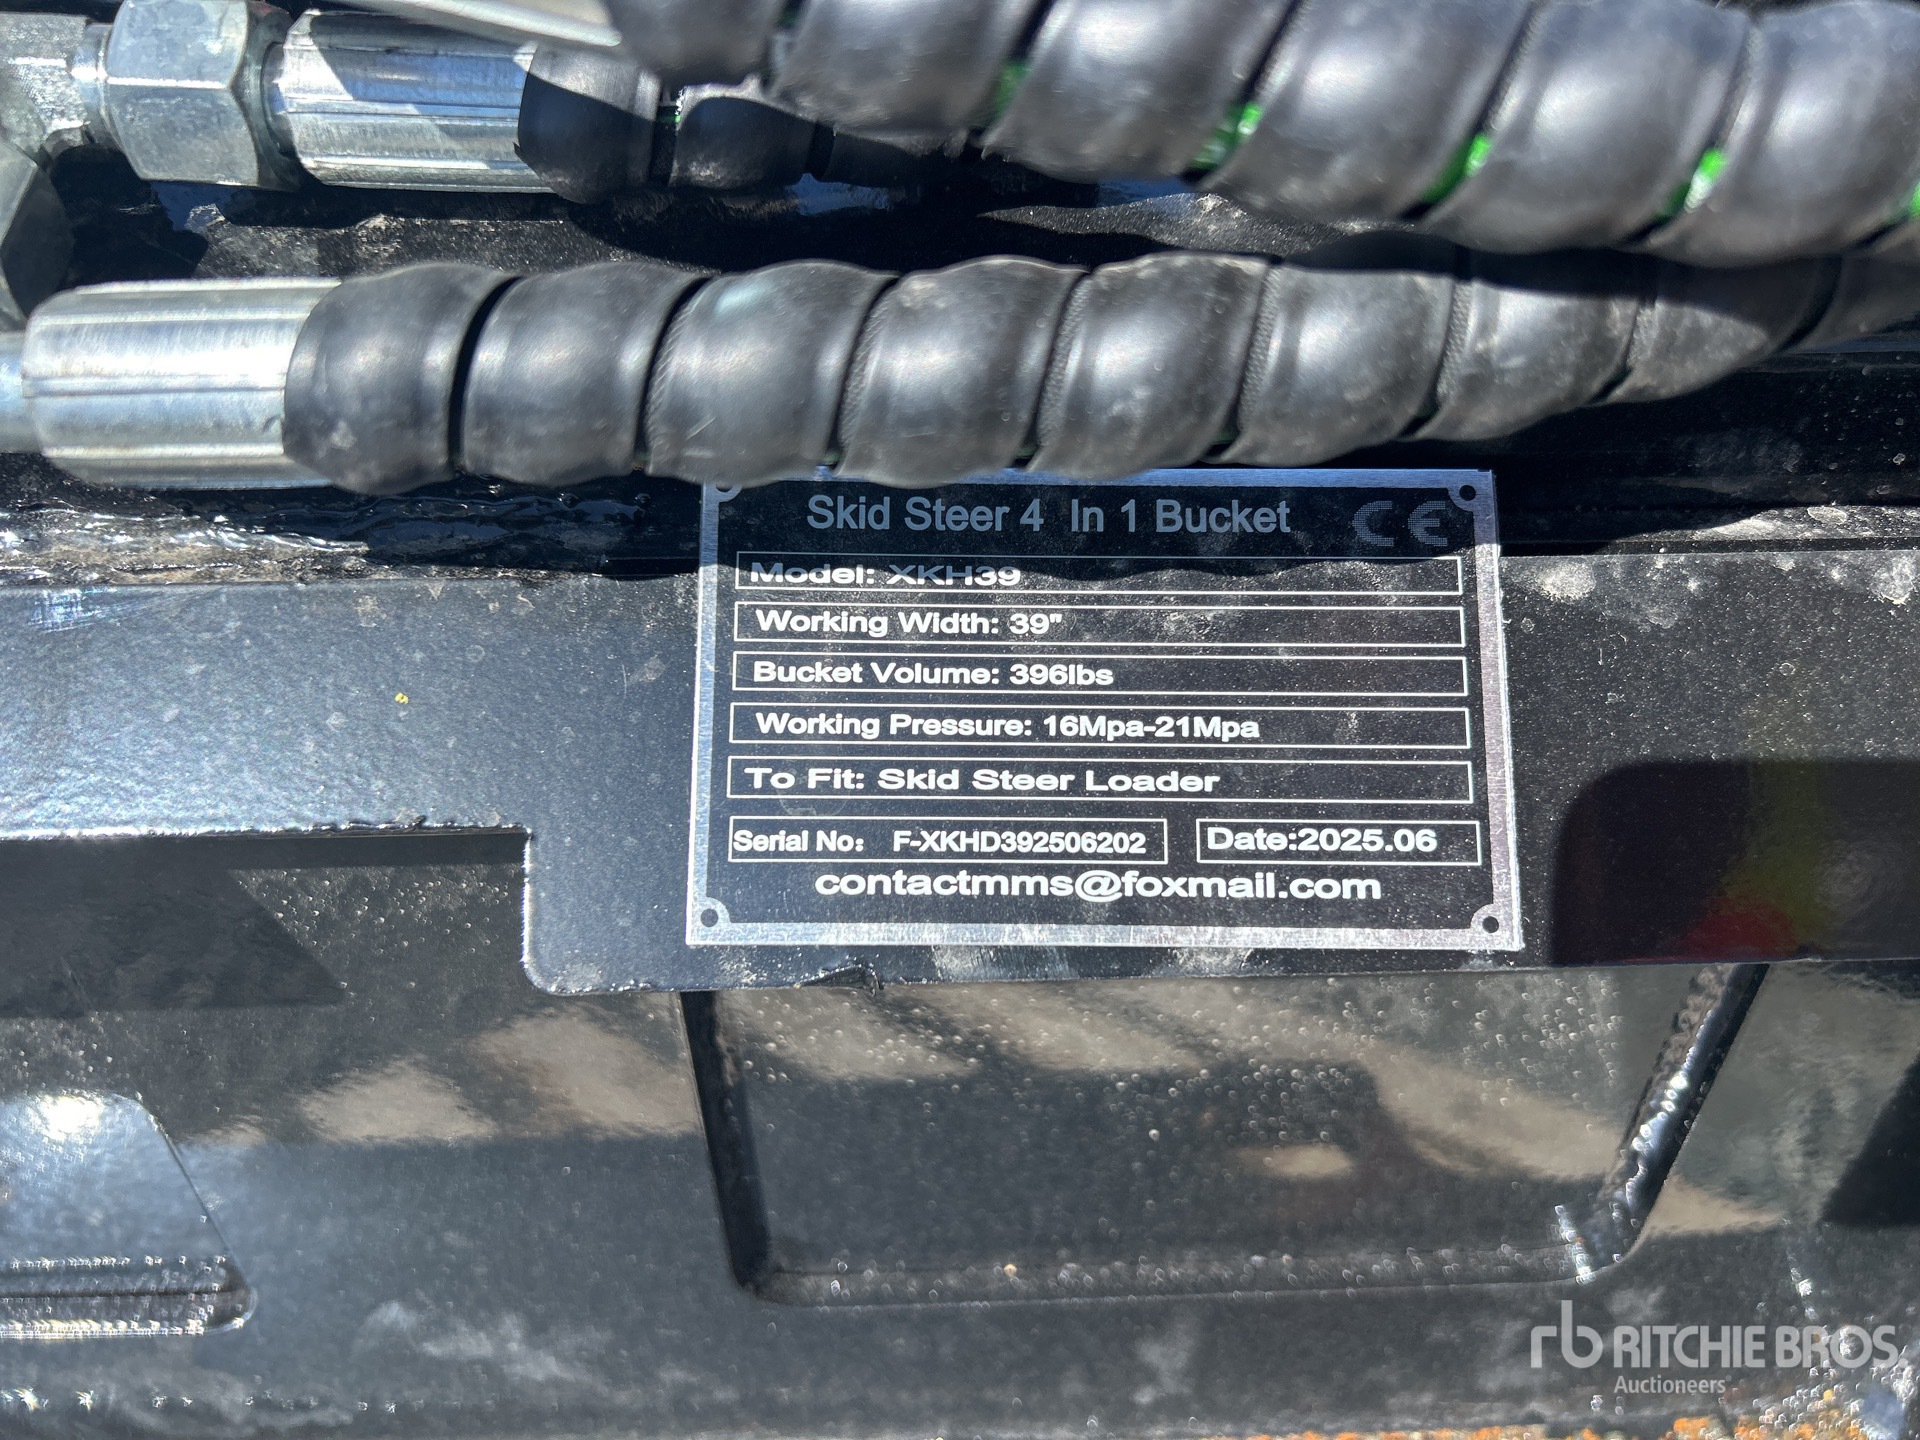 Skid Steer 4 In 1 Bucket CE
Model: XKH39
Working Width: 39"
Bucket Volume: 396lbs
Working Pressure: 16Mpa-21Mpa
To Fit: Skid Steer Loader
Serial No: F-XKHD392506202 Date:2025.06
contactmms@foxmail.com
rb RITCHIE BROS.
Auctioneers